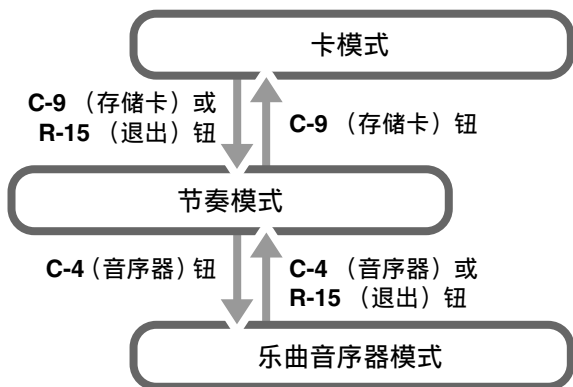 卡模式
C-9 （存储卡）或
R-15 （退出）钮
C-9 （存储卡）钮
节奏模式
C-4（音序器）钮
C-4 （音序器）或
R-15 （退出）钮
乐曲音序器模式